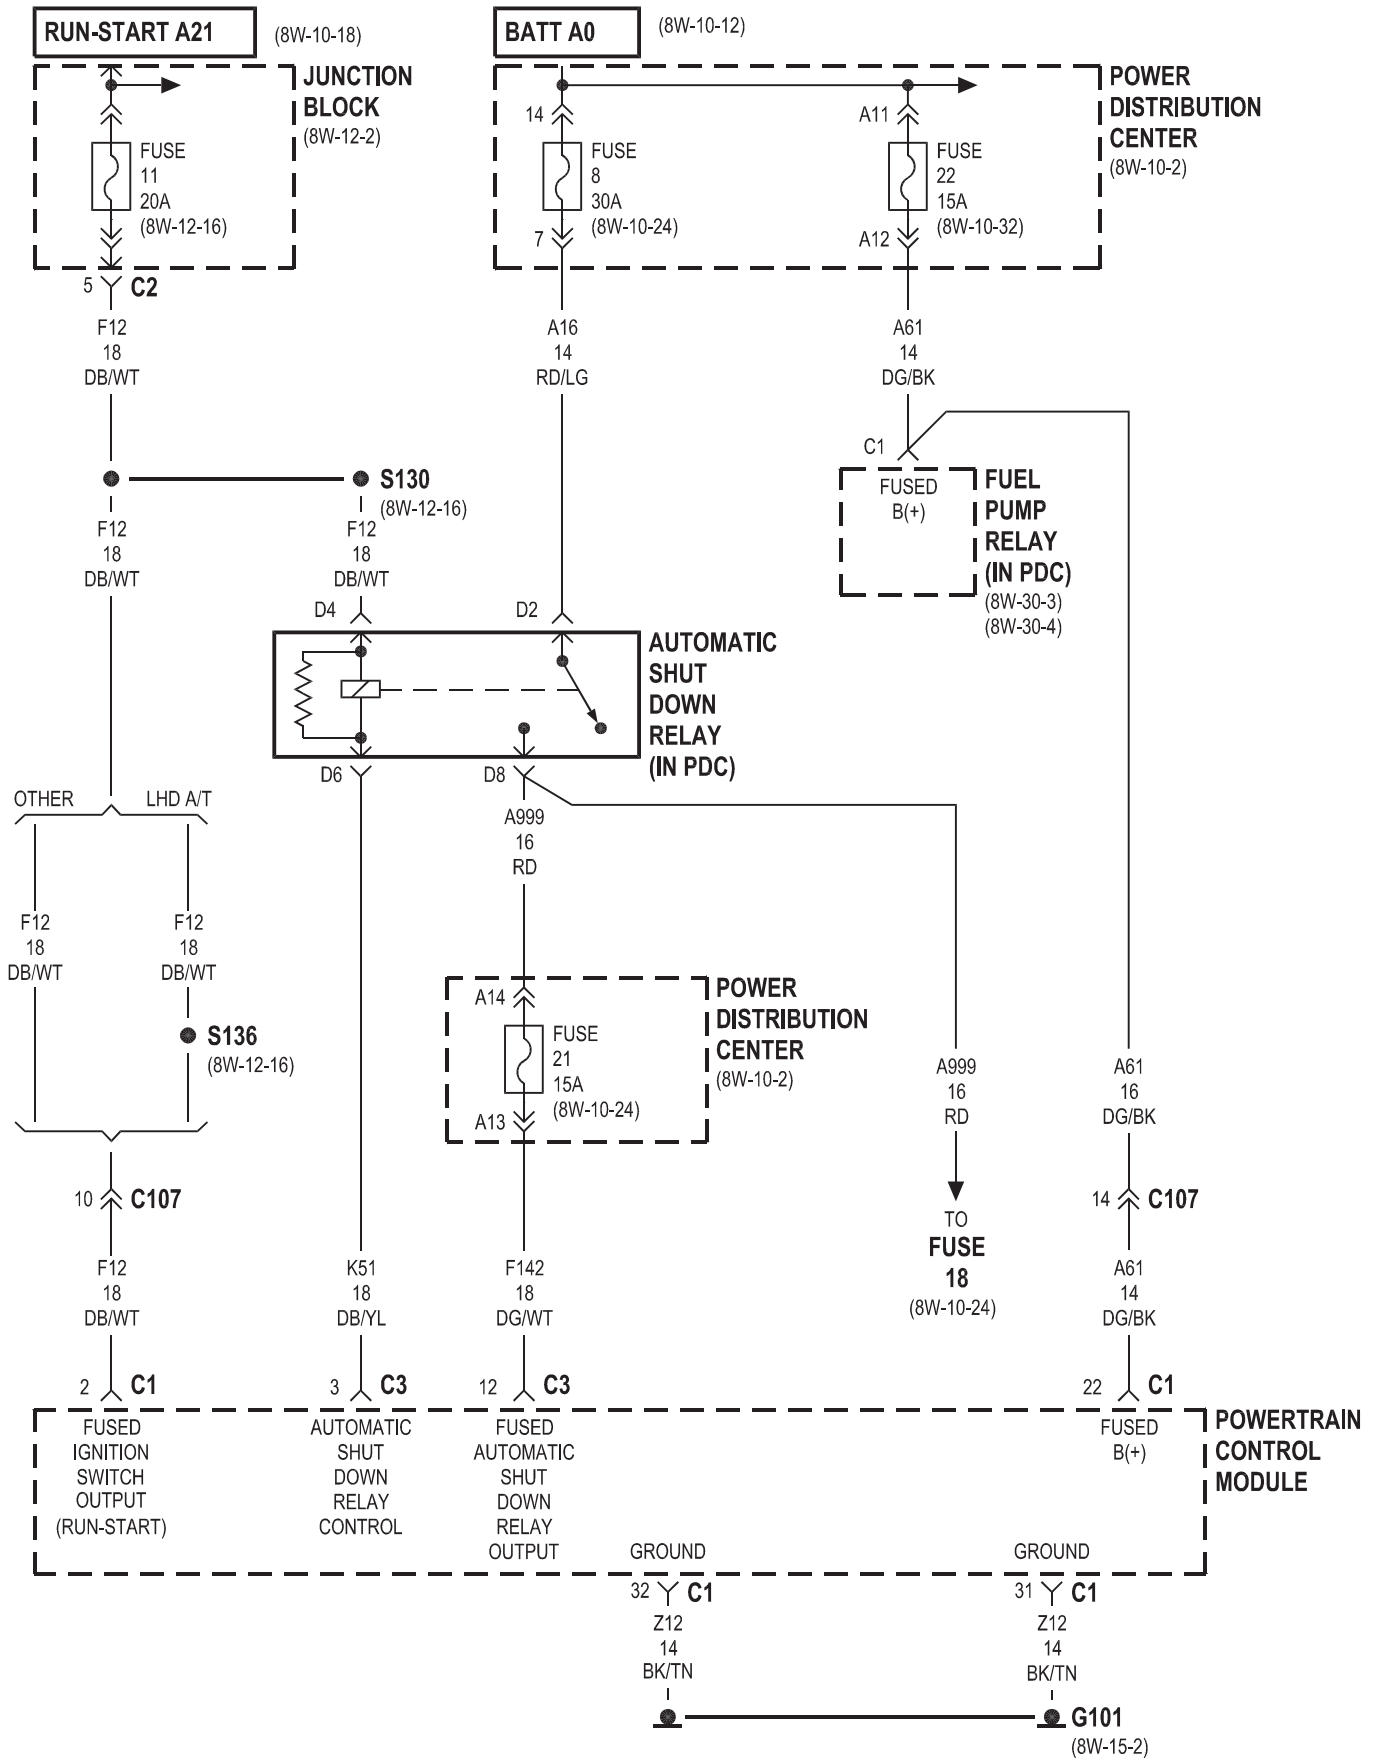 RUN-START A21
(8W-10-18)
BATT A0
(8W-10-12)
JUNCTION
BLOCK
(8W-12-2)
FUSE
11
20A
(8W-12-16)
14
FUSE
8
30A
(8W-10-24)
7
A11
FUSE
22
15A
(8W-10-32)
A12
POWER
DISTRIBUTION
CENTER
(8W-10-2)
5
C2
F12
18
DB/WT
A16
14
RD/LG
A61
14
DG/BK
C1
FUSED
B(+)
FUEL
PUMP
RELAY
(IN PDC)
(8W-30-3)
(8W-30-4)
S130
(8W-12-16)
F12
18
DB/WT
F12
18
DB/WT
D4
D2
AUTOMATIC
SHUT
DOWN
RELAY
(IN PDC)
D6
D8
OTHER
LHD A/T
A999
16
RD
F12
18
DB/WT
F12
18
DB/WT
S136
(8W-12-16)
A14
FUSE
21
15A
(8W-10-24)
A13
POWER
DISTRIBUTION
CENTER
(8W-10-2)
A999
16
RD
TO
FUSE
18
(8W-10-24)
A61
16
DG/BK
10
C107
14
C107
F12
18
DB/WT
K51
18
DB/YL
F142
18
DG/WT
A61
14
DG/BK
2
C1
3
C3
12
C3
22
C1
FUSED
IGNITION
SWITCH
OUTPUT
(RUN-START)
AUTOMATIC
SHUT
DOWN
RELAY
CONTROL
FUSED
AUTOMATIC
SHUT
DOWN
RELAY
OUTPUT
FUSED
B(+)
POWERTRAIN
CONTROL
MODULE
GROUND
GROUND
32
C1
31
C1
Z12
14
BK/TN
Z12
14
BK/TN
G101
(8W-15-2)